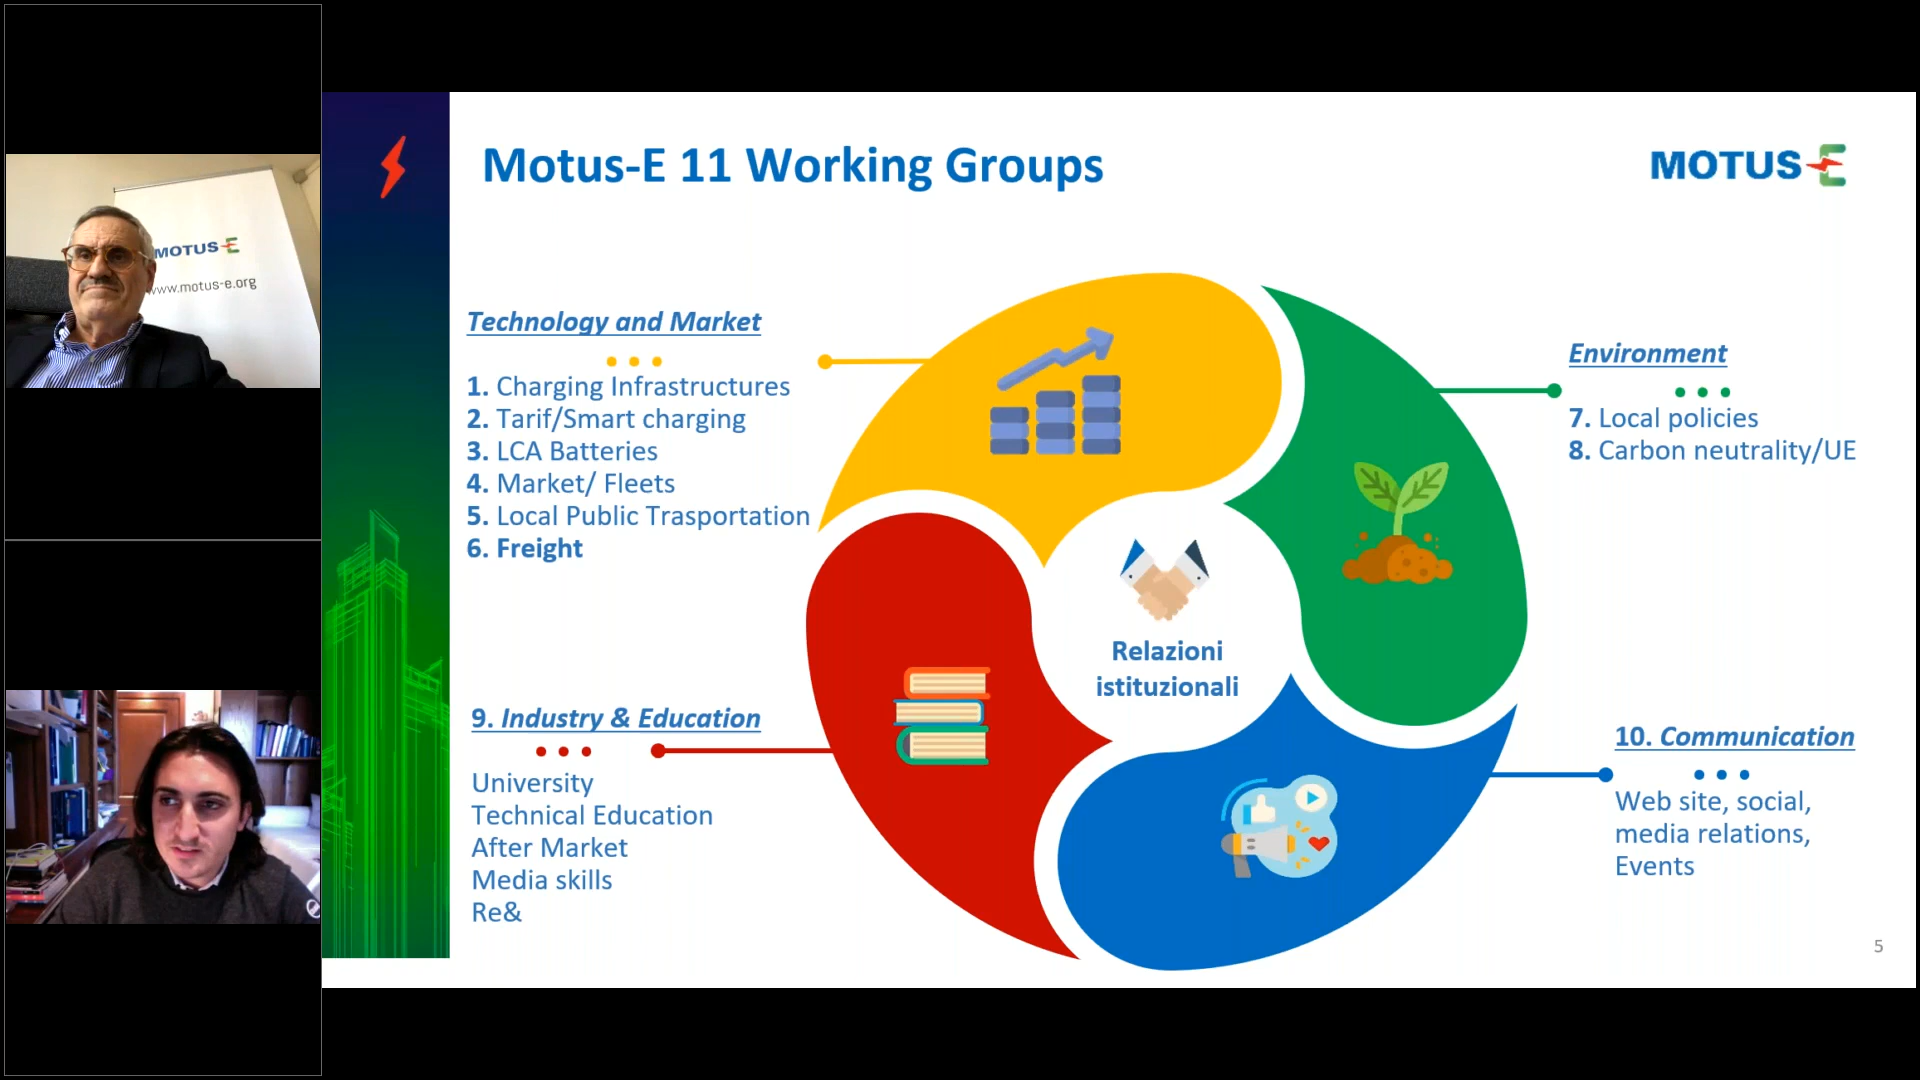 Motus-E 11 Working Groups
MOTUS E
MOTUS E
www.motus-e.org
Technology and Market
1. Charging Infrastructures
2. Tarif/Smart charging
3. LCA Batteries
4. Market/ Fleets
5. Local Public Trasportation
6. Freight
Environment
7. Local policies
8. Carbon neutrality/UE
Relazioni
istituzionali
9. Industry & Education
University
Technical Education
After Market
Media skills
Re&
10. Communication
Web site, social,
media relations,
Events
5